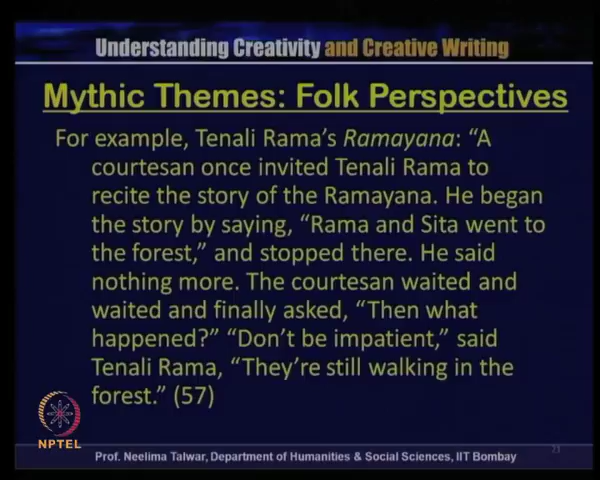 Understanding Creativity and Creative Writing
Mythic Themes: Folk Perspectives
For example, Tenali Rama's Ramayana: “A
courtesan once invited Tenali Rama to
recite the story of the Ramayana. He began
the story by saying, “Rama and Sita went to
the forest,” and stopped there. He said
nothing more. The courtesan waited and
waited and finally asked, “Then what
happened?” “Don't be impatient,” said
Tenali Rama, “They're still walking in the
forest.” (57)
NPTEL
Prof. Neelima Talwar, Department of Humanities & Social Sciences, IIT Bombay